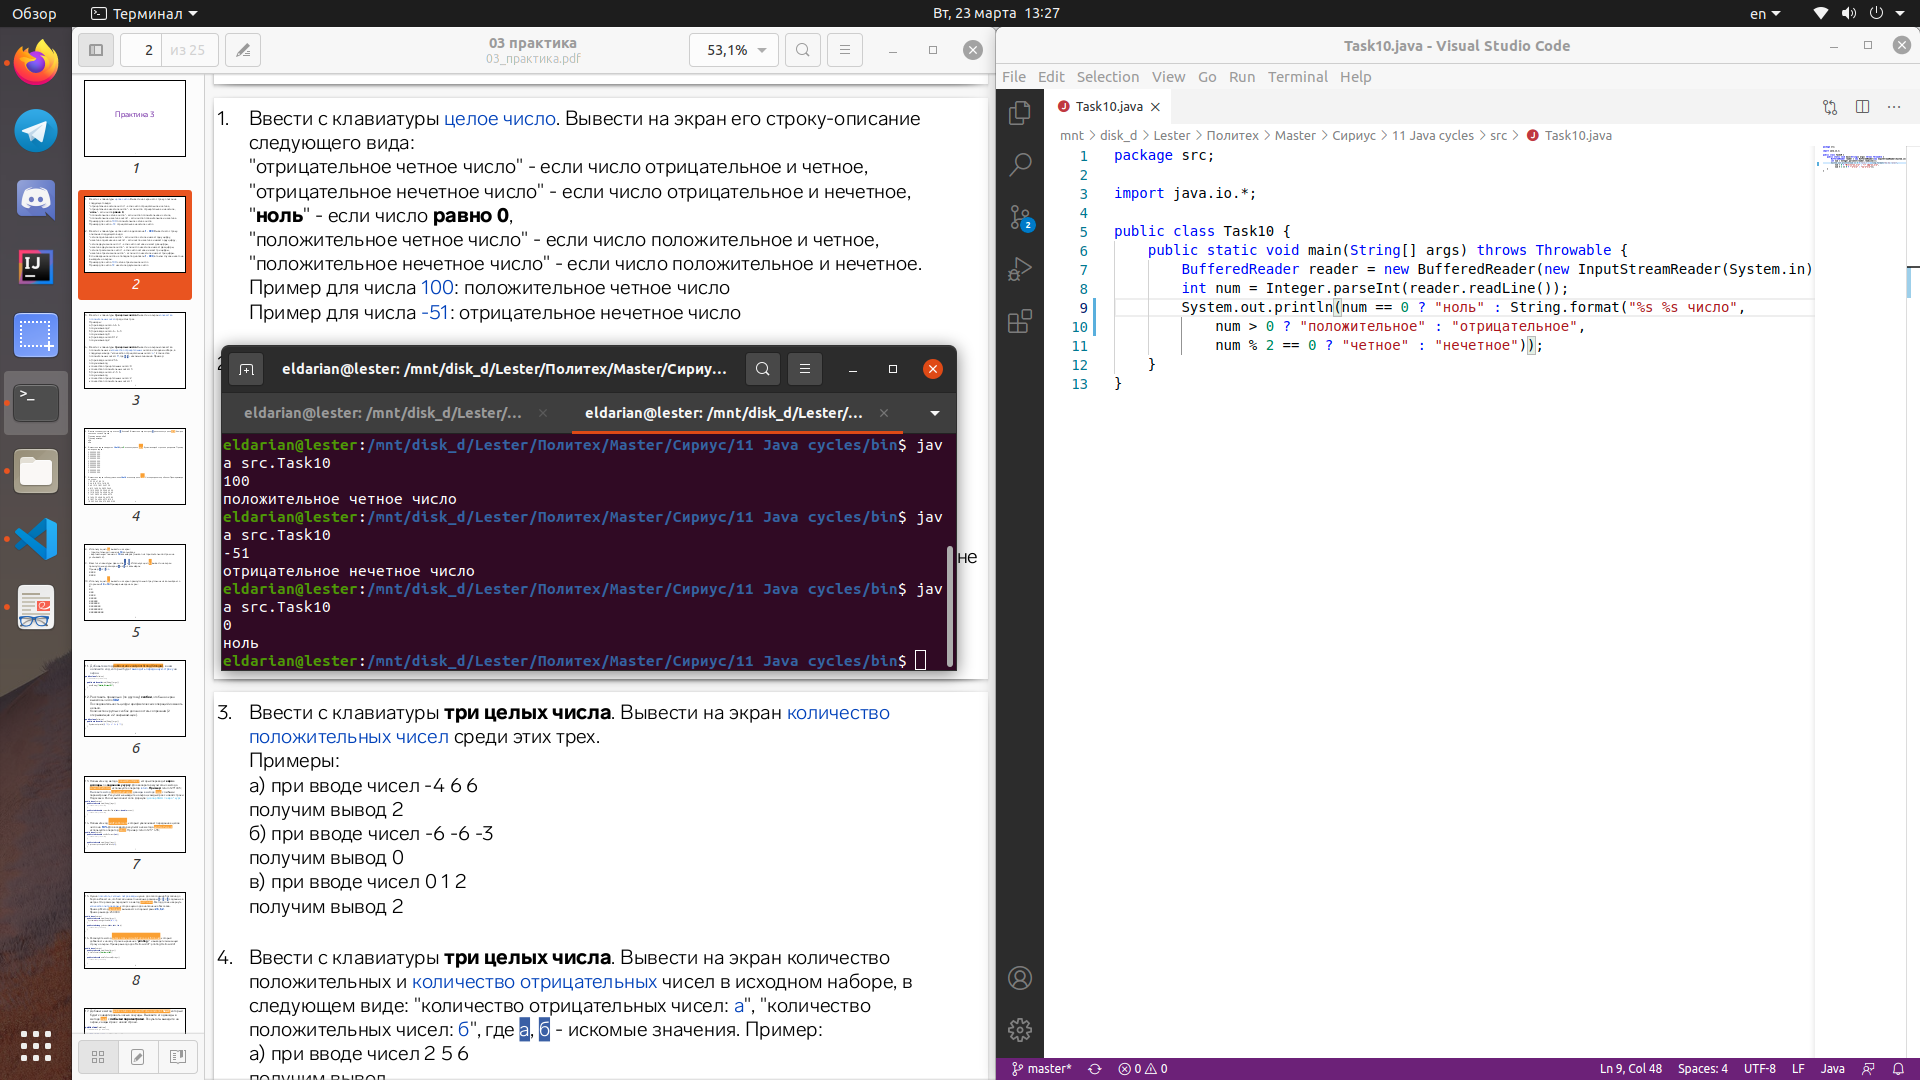 Обзор
Терминал
Вт, 23 марта 13:27
en
2 из 25
03 практика
03_практика.pdf
53,1%
Практика 3
1
2
3
4
5
6
7
8
1. Ввести с клавиатуры целое число. Вывести на экран его строку-описание
следующего вида:
"отрицательное четное число" - если число отрицательное и четное,
"отрицательное нечетное число" - если число отрицательное и нечетное,
"ноль" - если число равно 0,
"положительное четное число" - если число положительное и четное,
"положительное нечетное число" - если число положительное и нечетное.
Пример для числа 100: положительное четное число
Пример для числа -51: отрицательное нечетное число
не
eldarian@lester: /mnt/disk_d/Lester/Политех/Master/Сириу...
eldarian@lester: /mnt/disk_d/Lester/...
eldarian@lester: /mnt/disk_d/Lester/...
eldarian@lester:/mnt/disk_d/Lester/Политех/Master/Сириус/11 Java cycles/bin$ jav
a src.Task10
100
положительное четное число
eldarian@lester:/mnt/disk_d/Lester/Политех/Master/Сириус/11 Java cycles/bin$ jav
a src.Task10
-51
отрицательное нечетное число
eldarian@lester:/mnt/disk_d/Lester/Политех/Master/Сириус/11 Java cycles/bin$ jav
a src.Task10
0
ноль
eldarian@lester:/mnt/disk_d/Lester/Политех/Master/Сириус/11 Java cycles/bin$
3. Ввести с клавиатуры три целых числа. Вывести на экран количество
положительных чисел среди этих трех.
Примеры:
а) при вводе чисел -4 6 6
получим вывод 2
б) при вводе чисел -6 -6 -3
получим вывод 0
в) при вводе чисел 0 1 2
получим вывод 2
4. Ввести с клавиатуры три целых числа. Вывести на экран количество
положительных и количество отрицательных чисел в исходном наборе, в
следующем виде: "количество отрицательных чисел: а", "количество
положительных чисел: б", где а, б - искомые значения. Пример:
а) при вводе чисел 2 5 6
получим вывод
Task10.java - Visual Studio Code
File Edit Selection View Go Run Terminal Help
Task10.java
mnt > disk_d > Lester > Политех > Master > Сириус > 11 Java cycles > src > Task10.java
2
1 package src;
2
3 import java.io.*;
4
5 public class Task10 {
6 public static void main(String[] args) throws Throwable {
7 BufferedReader reader = new BufferedReader(new InputStreamReader(System.in)
8 int num = Integer.parseInt(reader.readLine());
9 System.out.println(num == 0 ? "ноль" : String.format("%s %s число",
10 num > 0 ? "положительное" : "отрицательное",
11 num % 2 == 0 ? "четное" : "нечетное"));
12 }
13 }
master* 0 0
Ln 9, Col 48 Spaces: 4 UTF-8 LF Java